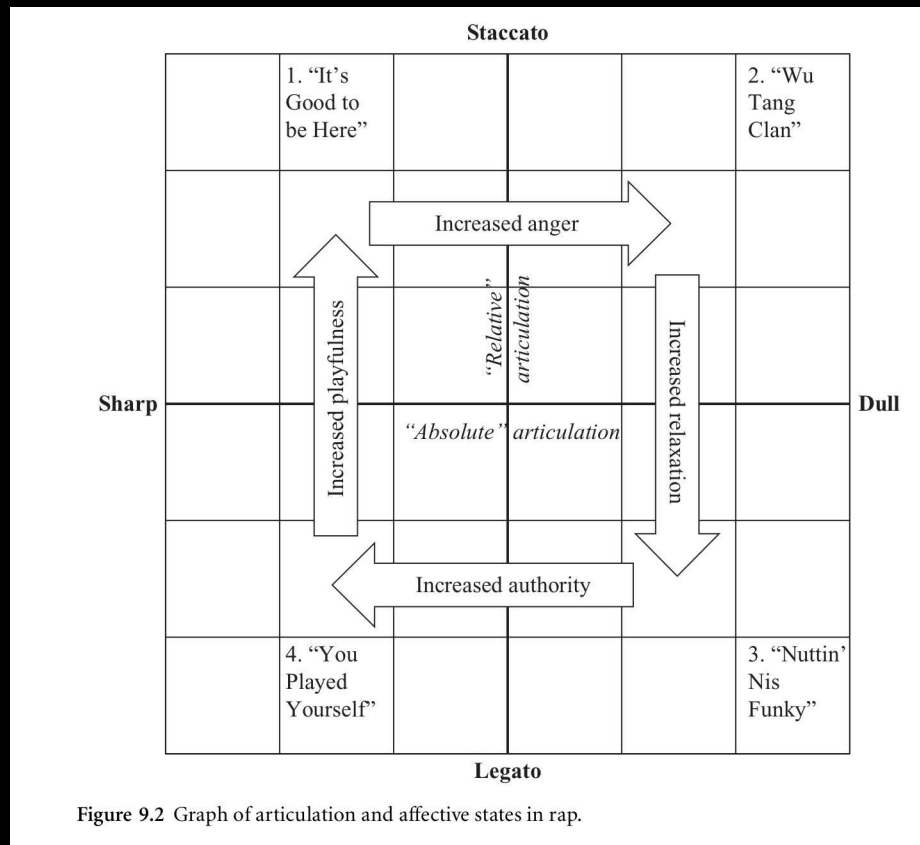 Staccato
1. “It’s
Good to
be Here”
2. “Wu
Tang
Clan”
Increased anger
“Relative”
articulation
Increased playfulness
Increased relaxation
Sharp
Dull
“Absolute” articulation
Increased authority
4. “You
Played
Yourself”
3. “Nuttin’
Nis
Funky”
Legato
Figure 9.2 Graph of articulation and affective states in rap.